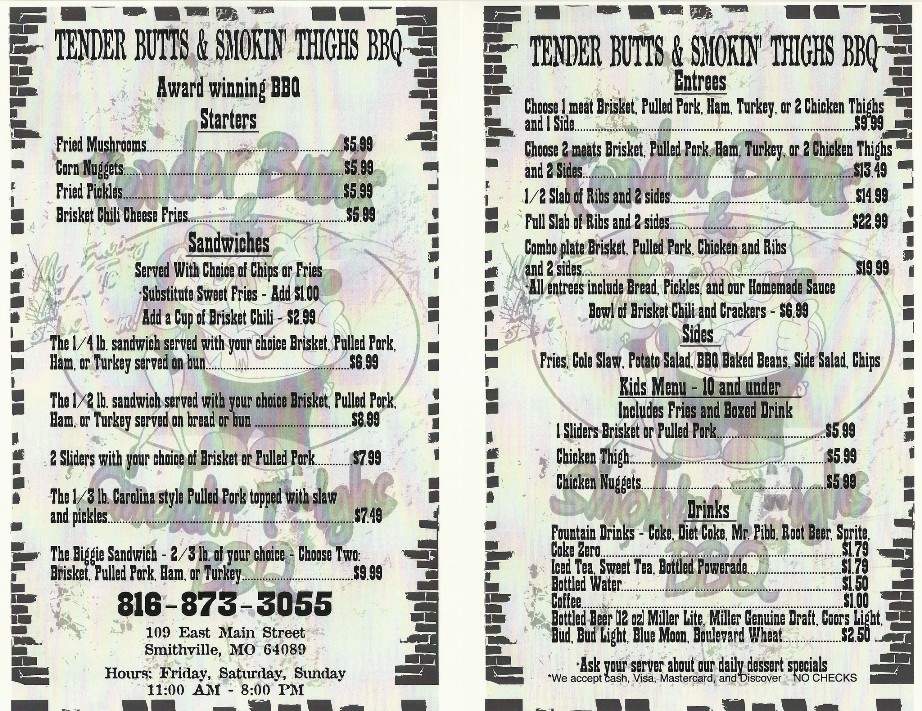 TENDER BUTTS & SMOKIN' THIGHS BBQ
Award winning BBQ
Starters
Fried Mushrooms $5.99
Corn Nuggets $5.99
Fried Pickles $5.99
Brisket Chili Cheese Fries $5.99
Sandwiches
Served With Choice of Chips or Fries
*Substitute Sweet Fries - Add $1.00
Add a Cup of Brisket Chili - $2.99
The 1/4 lb. sandwich served with your choice Brisket, Pulled Pork,
Ham, or Turkey served on bun $6.99
The 1/2 lb. sandwich served with your choice Brisket, Pulled Pork,
Ham, or Turkey served on bread or bun $8.99
2 Sliders with your choice of Brisket or Pulled Pork $7.99
The 1/3 lb. Carolina style Pulled Pork topped with slaw
and pickles $7.49
The Biggie Sandwich - 2/3 lb. of your choice - Choose Two:
Brisket, Pulled Pork, Ham, or Turkey $9.99
816-873-3055
109 East Main Street
Smithville, MO 64089
Hours: Friday, Saturday, Sunday
11:00 AM - 8:00 PM
TENDER BUTTS & SMOKIN' THIGHS BBQ
Entrees
Choose 1 meat Brisket, Pulled Pork, Ham, Turkey, or 2 Chicken Thighs
and 1 Side $9.99
Choose 2 meats Brisket, Pulled Pork, Ham, Turkey, or 2 Chicken Thighs
and 2 Sides $13.49
1/2 Slab of Ribs and 2 sides $14.99
Full Slab of Ribs and 2 sides $22.99
Combo plate Brisket, Pulled Pork, Chicken and Ribs
and 2 sides $19.99
*All entrees include Bread, Pickles, and our Homemade Sauce
Bowl of Brisket Chili and Crackers - $6.99
Sides
Fries, Cole Slaw, Potato Salad, BBQ Baked Beans, Side Salad, Chips
Kids Menu - 10 and under
Includes Fries and Boxed Drink
1 Sliders Brisket or Pulled Pork $5.99
Chicken Thigh $5.99
Chicken Nuggets $5.99
Drinks
Fountain Drinks - Coke, Diet Coke, Mr. Pibb, Root Beer, Sprite,
Coke Zero $1.79
Iced Tea, Sweet Tea, Bottled Powerade $1.79
Bottled Water $1.50
Coffee $1.00
Bottled Beer (12 oz) Miller Lite, Miller Genuine Draft, Coors Light,
Bud, Bud Light, Blue Moon, Boulevard Wheat $2.50
*Ask your server about our daily dessert specials
*We accept cash, Visa, Mastercard, and Discover - NO CHECKS
Tender Butts
&
Smokin' Thighs
BBQ